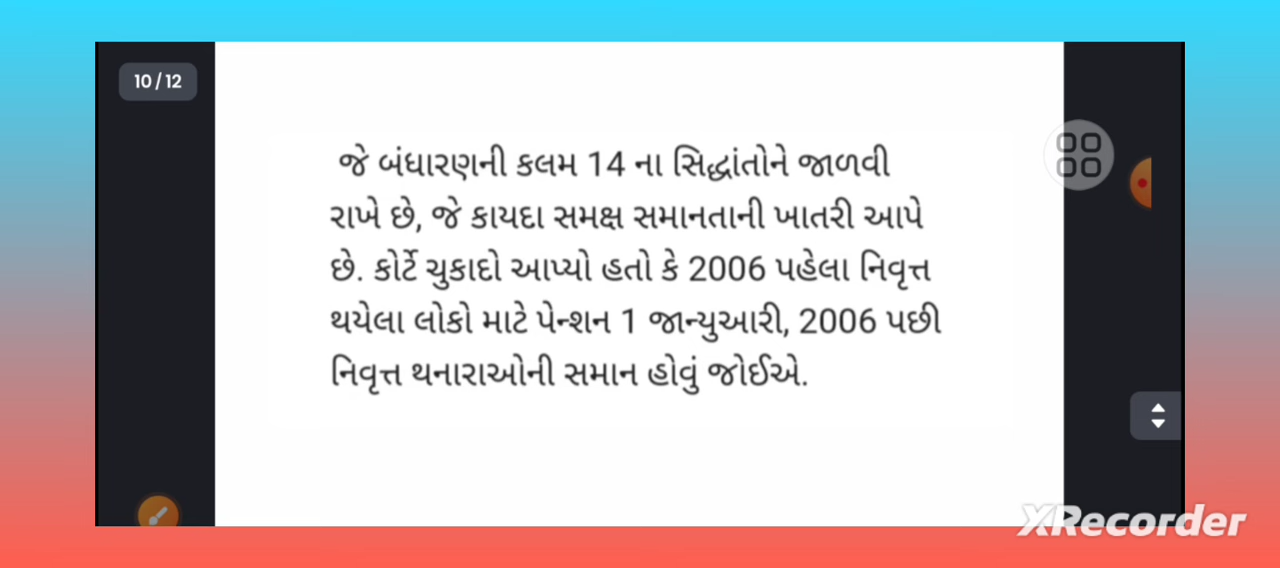 10/12
જે બંધારણની કલમ 14 ના સિદ્ધાંતોને જાળવી
રાખે છે, જે કાયદા સમક્ષ સમાનતાની ખાતરી આપે
છે. કોર્ટે ચુકાદો આપ્યો હતો કે 2006 પહેલા નિવૃત્ત
થયેલા લોકો માટે પેન્શન 1 જાન્યુઆરી, 2006 પછી
નિવૃત્ત થનારાઓની સમાન હોવું જોઈએ.
XRecorder